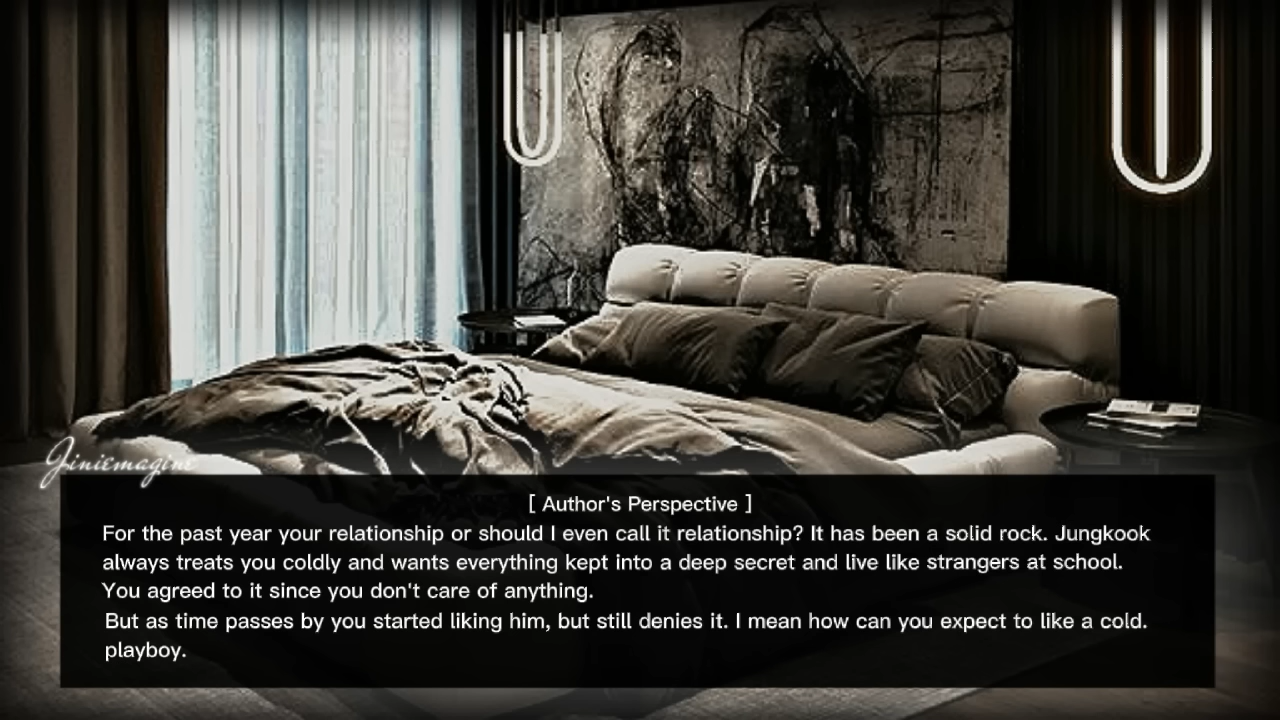 Jiniemagine
[ Author's Perspective ]
For the past year your relationship or should I even call it relationship? It has been a solid rock. Jungkook
always treats you coldly and wants everything kept into a deep secret and live like strangers at school.
You agreed to it since you don't care of anything.
But as time passes by you started liking him, but still denies it. I mean how can you expect to like a cold.
playboy.